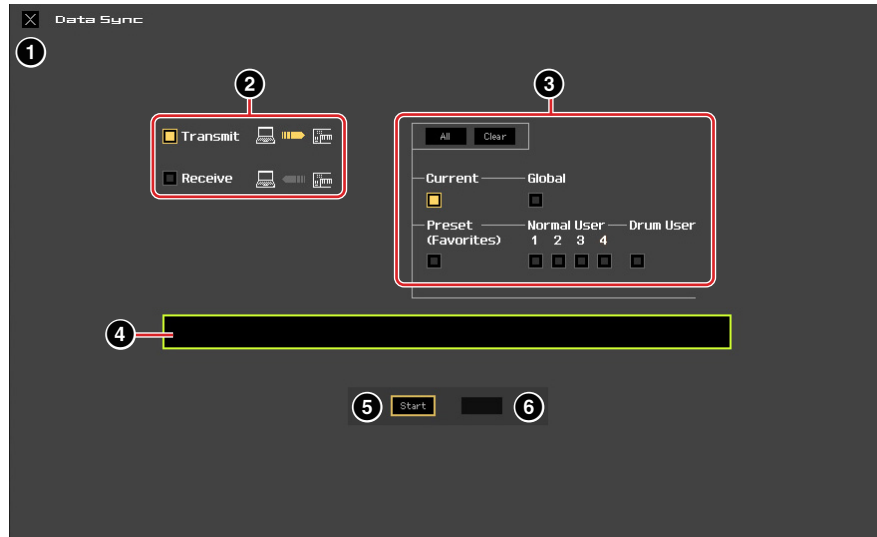 X Data Sync
1
2
3
Transmit
Receive
All Clear
Current Global
Preset Normal User Drum User
(Favorites) 1 2 3 4
4
5 Start 6